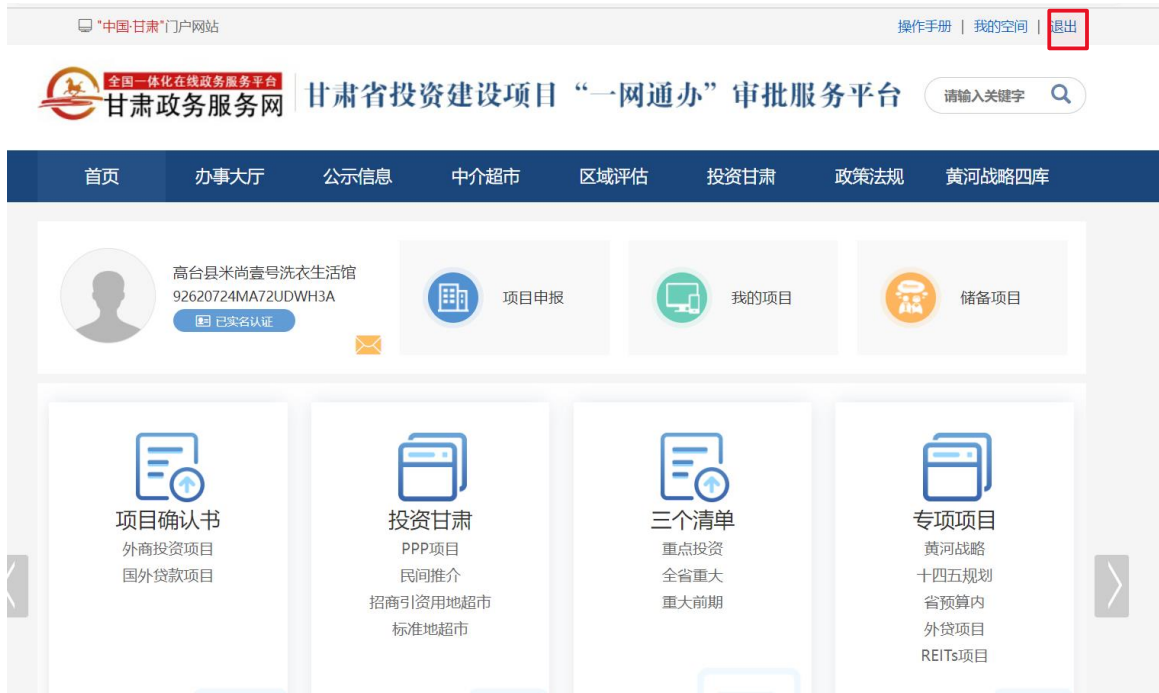 "中国·甘肃"门户网站
操作手册 | 我的空间 | 退出
全国一体化在线政务服务平台
甘肃政务服务网
甘肃省投资建设项目“一网通办”审批服务平台
请输入关键字
首页 办事大厅 公示信息 中介超市 区域评估 投资甘肃 政策法规 黄河战略四库
高台县米尚壹号洗衣生活馆
92620724MA72UDWH3A
已实名认证
项目申报
我的项目
储备项目
项目确认书
外商投资项目
国外贷款项目
投资甘肃
PPP项目
民间推介
招商引资用地超市
标准地超市
三个清单
重点投资
全省重大
重大前期
专项项目
黄河战略
十四五规划
省预算内
外贷项目
REITs项目